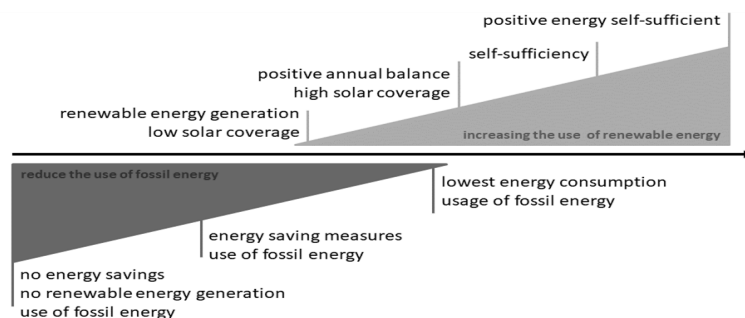 positive energy self-sufficient
self-sufficiency
positive annual balance
high solar coverage
renewable energy generation
low solar coverage
increasing the use of renewable energy
reduce the use of fossil energy
lowest energy consumption
usage of fossil energy
energy saving measures
use of fossil energy
no energy savings
no renewable energy generation
use of fossil energy